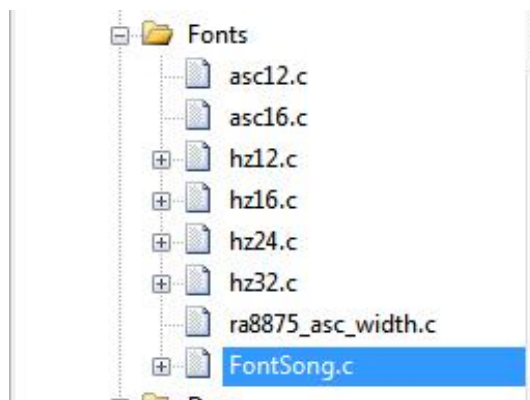 Fonts
asc12.c
asc16.c
hz12.c
hz16.c
hz24.c
hz32.c
ra8875_asc_width.c
FontSong.c